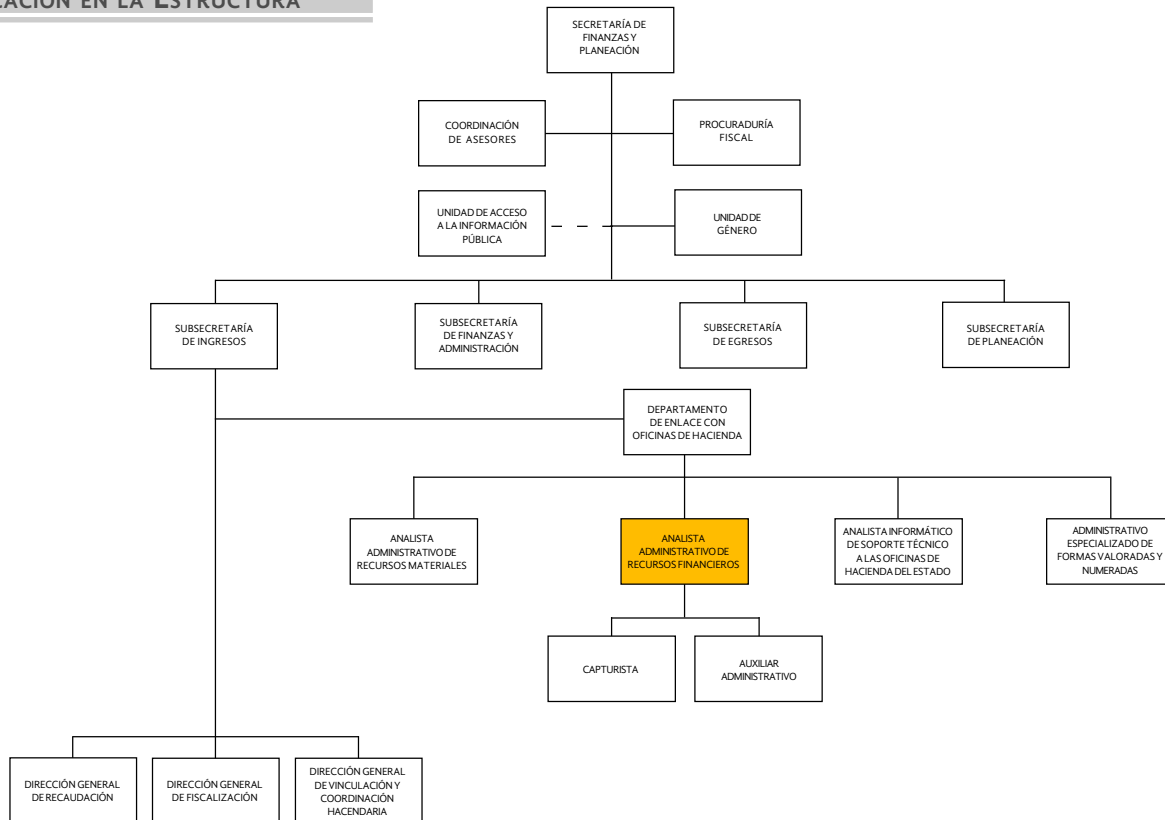 EN LA ESTRUCTURA
SECRETARÍA DE
FINANZAS Y
PLANEACIÓN
COORDINACIÓN
DE ASESORES
PROCURADURÍA
FISCAL
UNIDAD DE ACCESO
A LA INFORMACIÓN
PÚBLICA
UNIDAD DE
GÉNERO
SUBSECRETARÍA
DE INGRESOS
SUBSECRETARÍA
DE FINANZAS Y
ADMINISTRACIÓN
SUBSECRETARÍA
DE EGRESOS
SUBSECRETARÍA
DE PLANEACIÓN
DEPARTAMENTO
DE ENLACE CON
OFICINAS DE HACIENDA
ANALISTA
ADMINISTRATIVO DE
RECURSOS MATERIALES
ANALISTA
ADMINISTRATIVO DE
RECURSOS FINANCIEROS
ANALISTA INFORMÁTICO
DE SOPORTE TÉCNICO
A LAS OFICINAS DE
HACIENDA DEL ESTADO
ADMINISTRATIVO
ESPECIALIZADO DE
FORMAS VALORADAS Y
NUMERADAS
CAPTURISTA
AUXILIAR
ADMINISTRATIVO
DIRECCIÓN GENERAL
DE RECAUDACIÓN
DIRECCIÓN GENERAL
DE FISCALIZACIÓN
DIRECCIÓN GENERAL
DE VINCULACIÓN Y
COORDINACIÓN
HACENDARIA